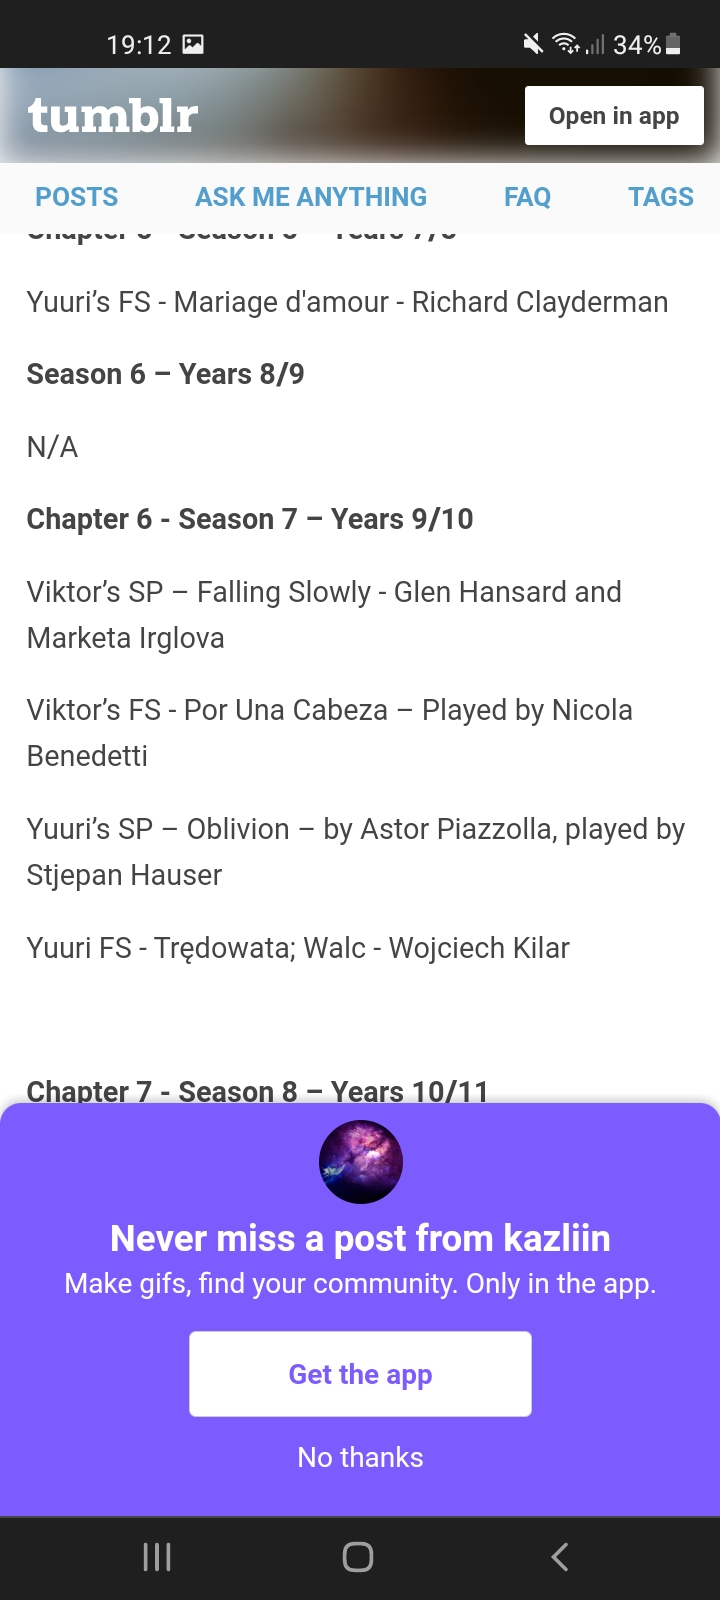 19:12
34%
tumblr
Open in app
POSTS ASK ME ANYTHING FAQ TAGS
Yuuri’s FS - Mariage d'amour - Richard Clayderman
Season 6 – Years 8/9
N/A
Chapter 6 - Season 7 – Years 9/10
Viktor’s SP – Falling Slowly - Glen Hansard and
Marketa Irglova
Viktor’s FS - Por Una Cabeza – Played by Nicola
Benedetti
Yuuri’s SP – Oblivion – by Astor Piazzolla, played by
Stjepan Hauser
Yuuri FS - Trędowata; Walc - Wojciech Kilar
Chapter 7 - Season 8 – Years 10/11
Never miss a post from kazliin
Make gifs, find your community. Only in the app.
Get the app
No thanks